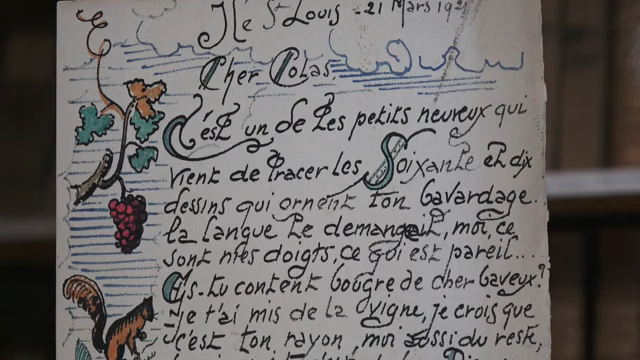 Ile St Louis - 21 Mars 192
Cher Colas,
C'est un de tes petits neveux qui
vient de tracer les Soixante et dix
dessins qui ornent ton bavardage.
la langue te demangeait, moi, ce
sont mes doigts, ce qui est pareil...
Es-tu content bougre de cher baveux?
je t'ai mis de la vigne, je crois que
c'est ton rayon, moi aussi du reste,